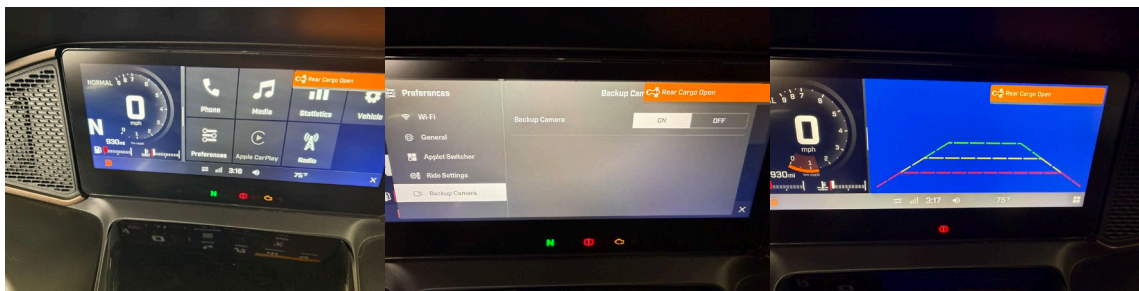 NORMAL
Rear Cargo Open
0
mph
N
930mi
Phone
Media
Statistics
Vehicle
Preferences
Apple CarPlay
Radio
3:16
75°
X
N
Preferences
Backup Cam
Rear Cargo Open
Wi-Fi
General
Applet Switcher
Ride Settings
Backup Camera
Backup Camera
ON
OFF
X
N
Rear Cargo Open
0
mph
930mi
3:17
75°